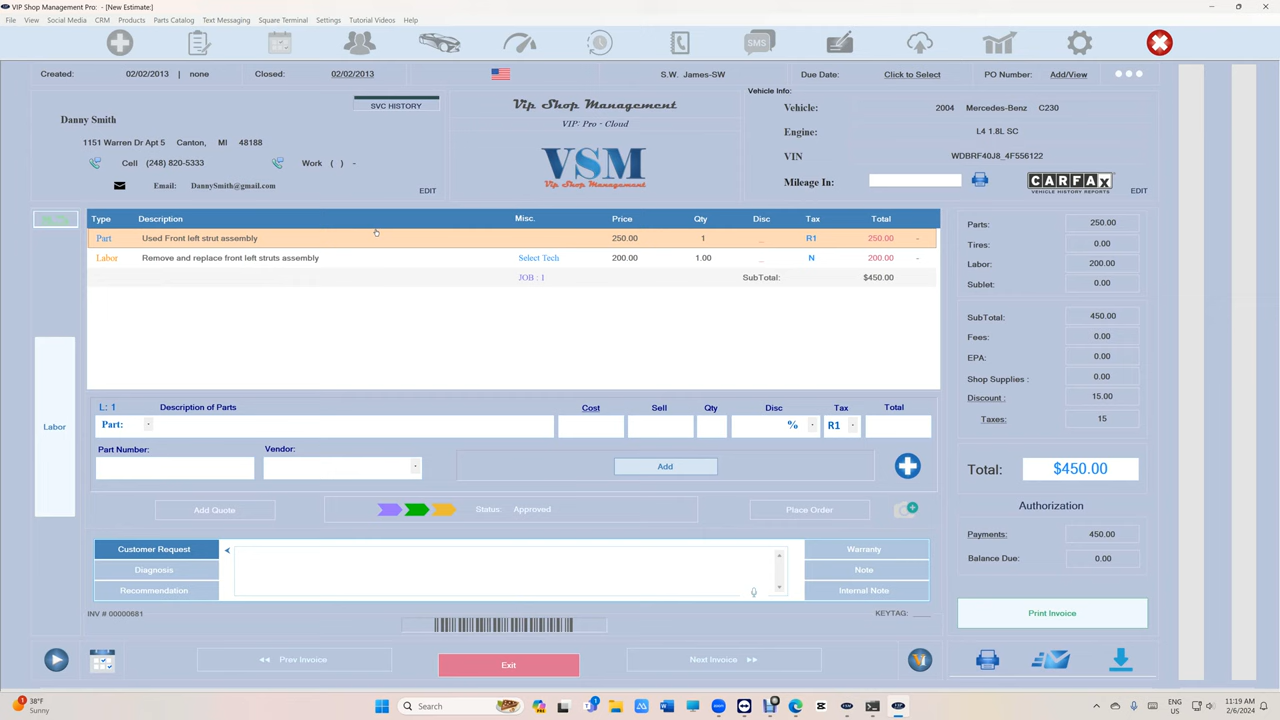 VIP Shop Management Pro: - [New Estimate:]
File View Social Media CRM Products Parts Catalog Text Messaging Square Terminal Settings Tutorial Videos Help
SMS
Created: 02/02/2013 | none Closed: 02/02/2013 S.W. James-SW Due Date: Click to Select PO Number: Add/View
SVC HISTORY
Danny Smith
1151 Warren Dr Apt 5 Canton, MI 48188
Cell (248) 820-5333 Work ( ) -
Email: DannySmith@gmail.com
EDIT
Vip Shop Management
VIP: Pro - Cloud
VSM
Vip Shop Management
Vehicle Info:
Vehicle: 2004 Mercedes-Benz C230
Engine: L4 1.8L SC
VIN WDBRF40J8_4F556122
Mileage In:
CARFAX
VEHICLE HISTORY REPORTS
EDIT
Type Description Misc. Price Qty Disc Tax Total
Part Used Front left strut assembly 250.00 1 _ R1 250.00 -
Labor Remove and replace front left struts assembly Select Tech 200.00 1.00 _ N 200.00 -
JOB : 1 SubTotal: $450.00
Labor
L: 1 Description of Parts Cost Sell Qty Disc Tax Total
Part: % R1
Part Number: Vendor:
Add
Add Quote Status: Approved Place Order
Customer Request
Diagnosis
Recommendation
Warranty
Note
Internal Note
INV # 00000681 KEYTAG: ____
Prev Invoice Exit Next Invoice
Parts: 250.00
Tires: 0.00
Labor: 200.00
Sublet: 0.00
SubTotal: 450.00
Fees: 0.00
EPA: 0.00
Shop Supplies : 0.00
Discount : 15.00
Taxes: 15
Total: $450.00
Authorization
Payments: 450.00
Balance Due: 0.00
Print Invoice
38°F
Sunny
Search
ENG
US
11:19 AM
2/6/2024